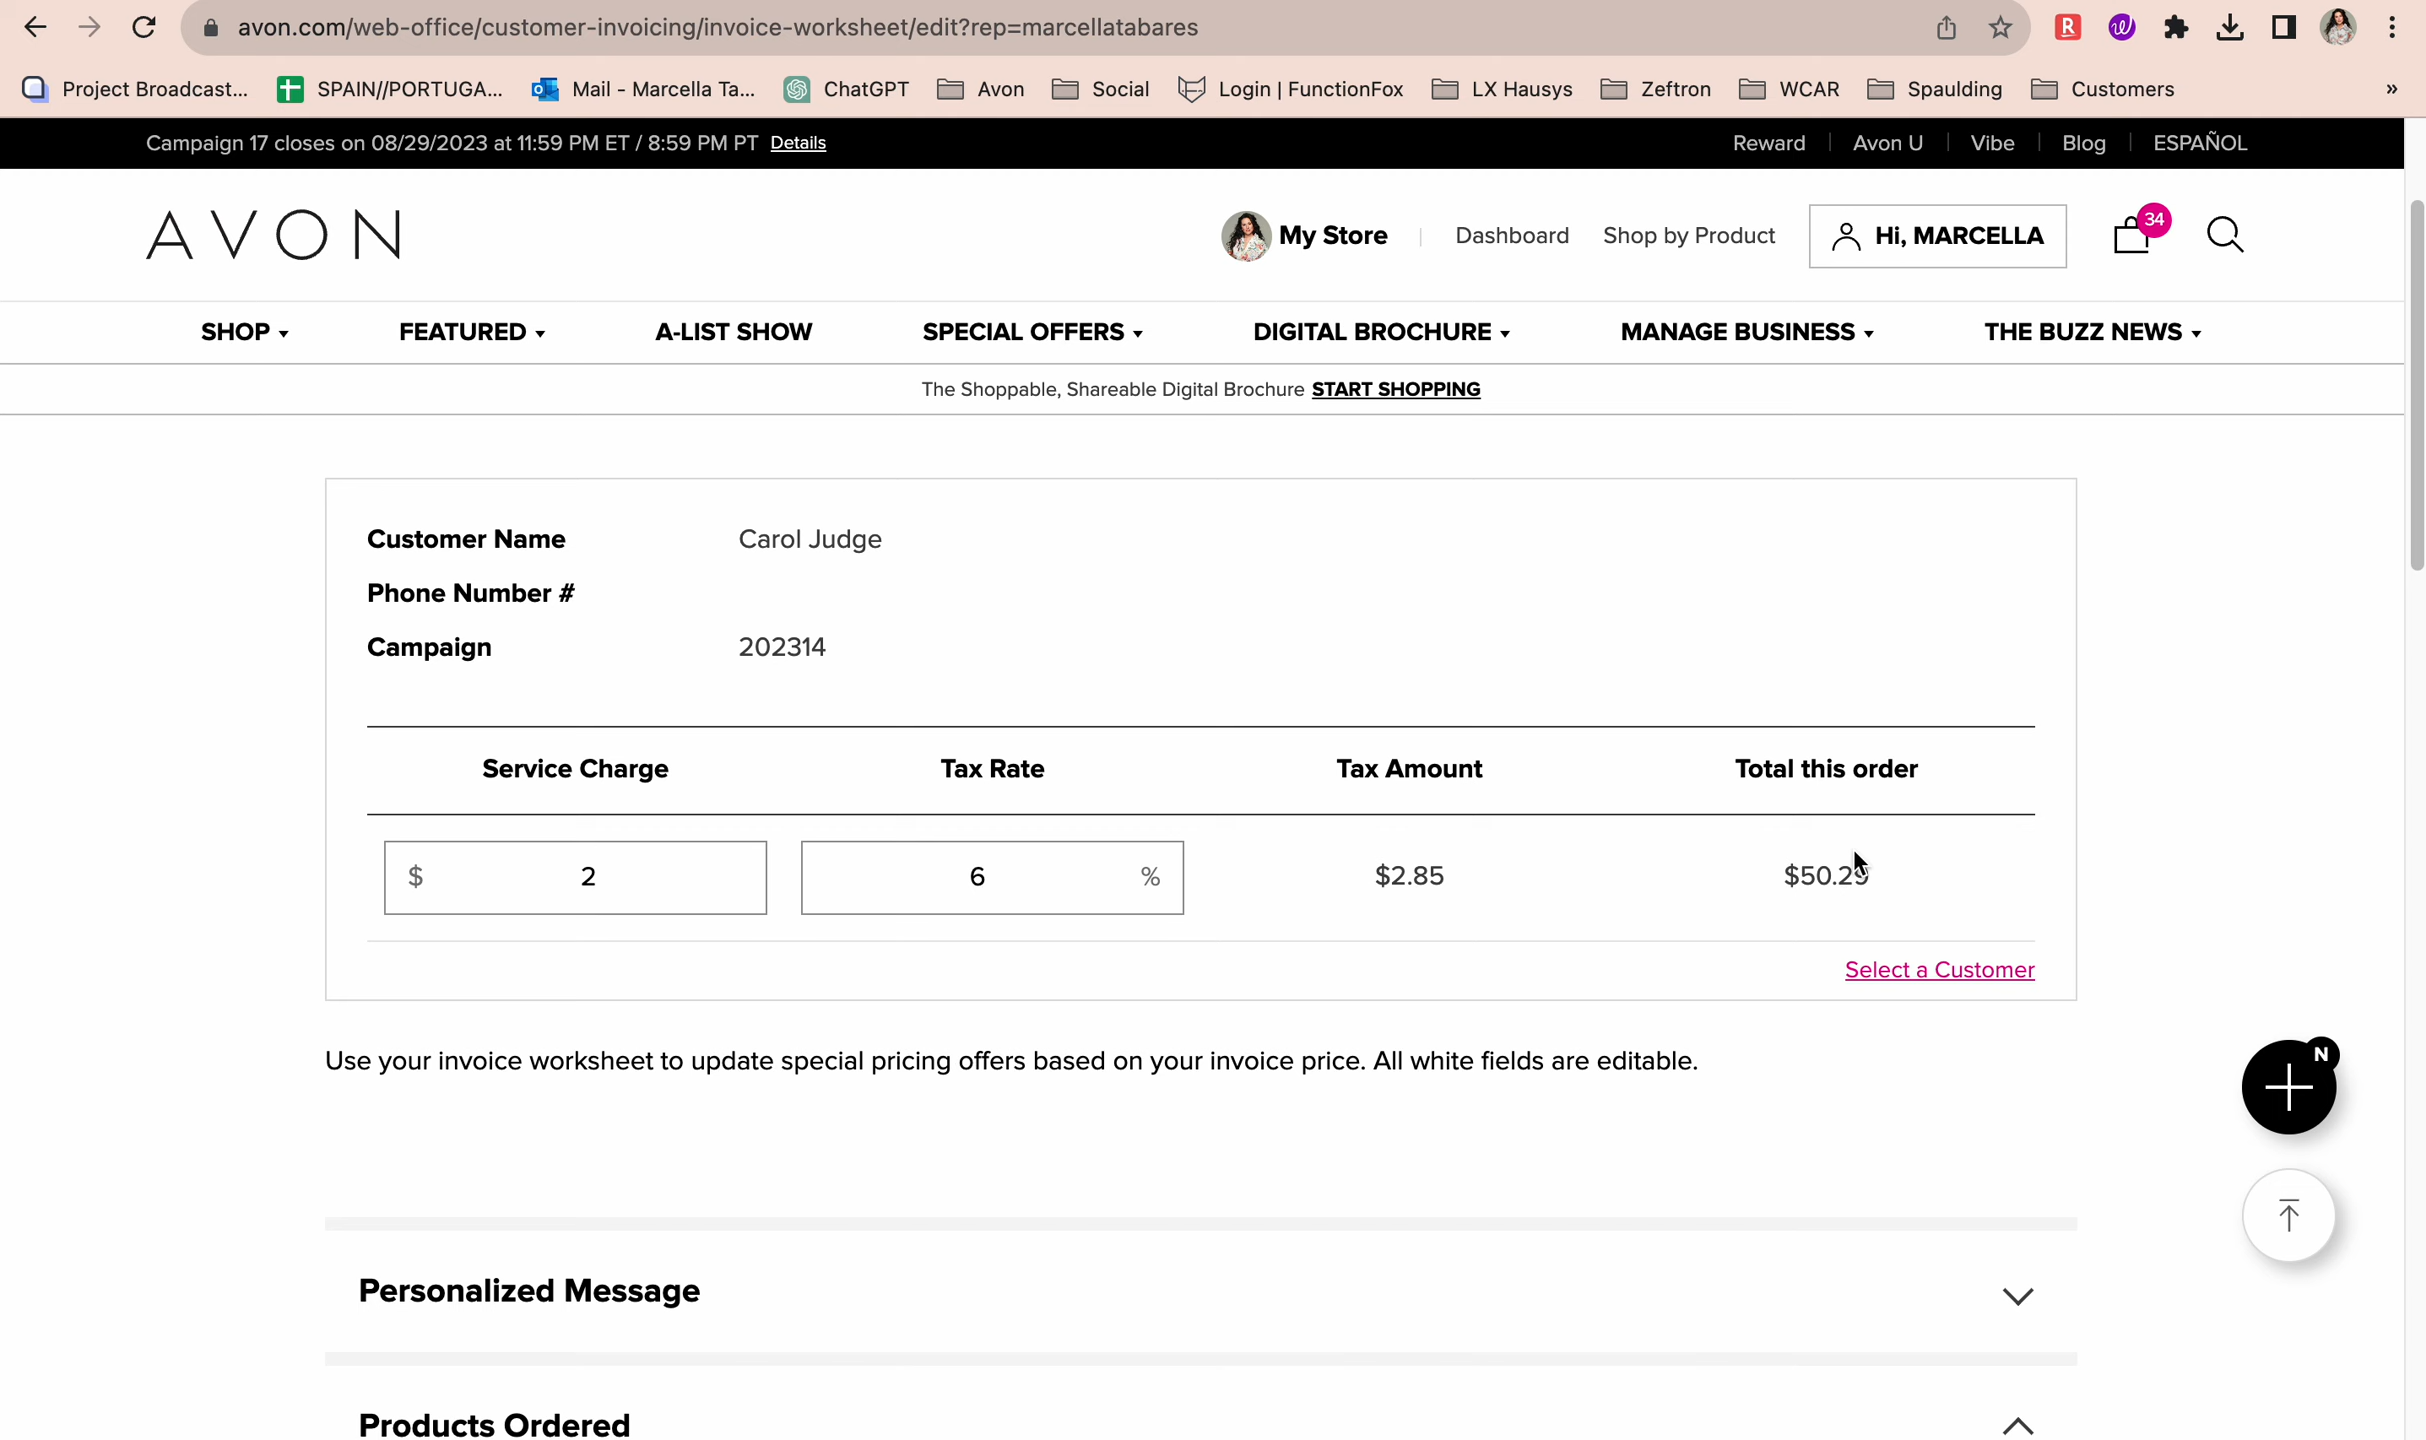 avon.com/web-office/customer-invoicing/invoice-worksheet/edit?rep=marcellatabares
Project Broadcast... SPAIN//PORTUGA... Mail - Marcella Ta... ChatGPT Avon Social Login | FunctionFox LX Hausys Zeftron WCAR Spaulding Customers »
Campaign 17 closes on 08/29/2023 at 11:59 PM ET / 8:59 PM PT Details Reward | Avon U | Vibe | Blog | ESPAÑOL
AVON My Store | Dashboard Shop by Product Hi, MARCELLA 34
SHOP FEATURED A-LIST SHOW SPECIAL OFFERS DIGITAL BROCHURE MANAGE BUSINESS THE BUZZ NEWS
The Shoppable, Shareable Digital Brochure START SHOPPING
Customer Name Carol Judge
Phone Number #
Campaign 202314
Service Charge Tax Rate Tax Amount Total this order
$ 2 6 % $2.85 $50.29
Select a Customer
Use your invoice worksheet to update special pricing offers based on your invoice price. All white fields are editable.
N
Personalized Message
Products Ordered